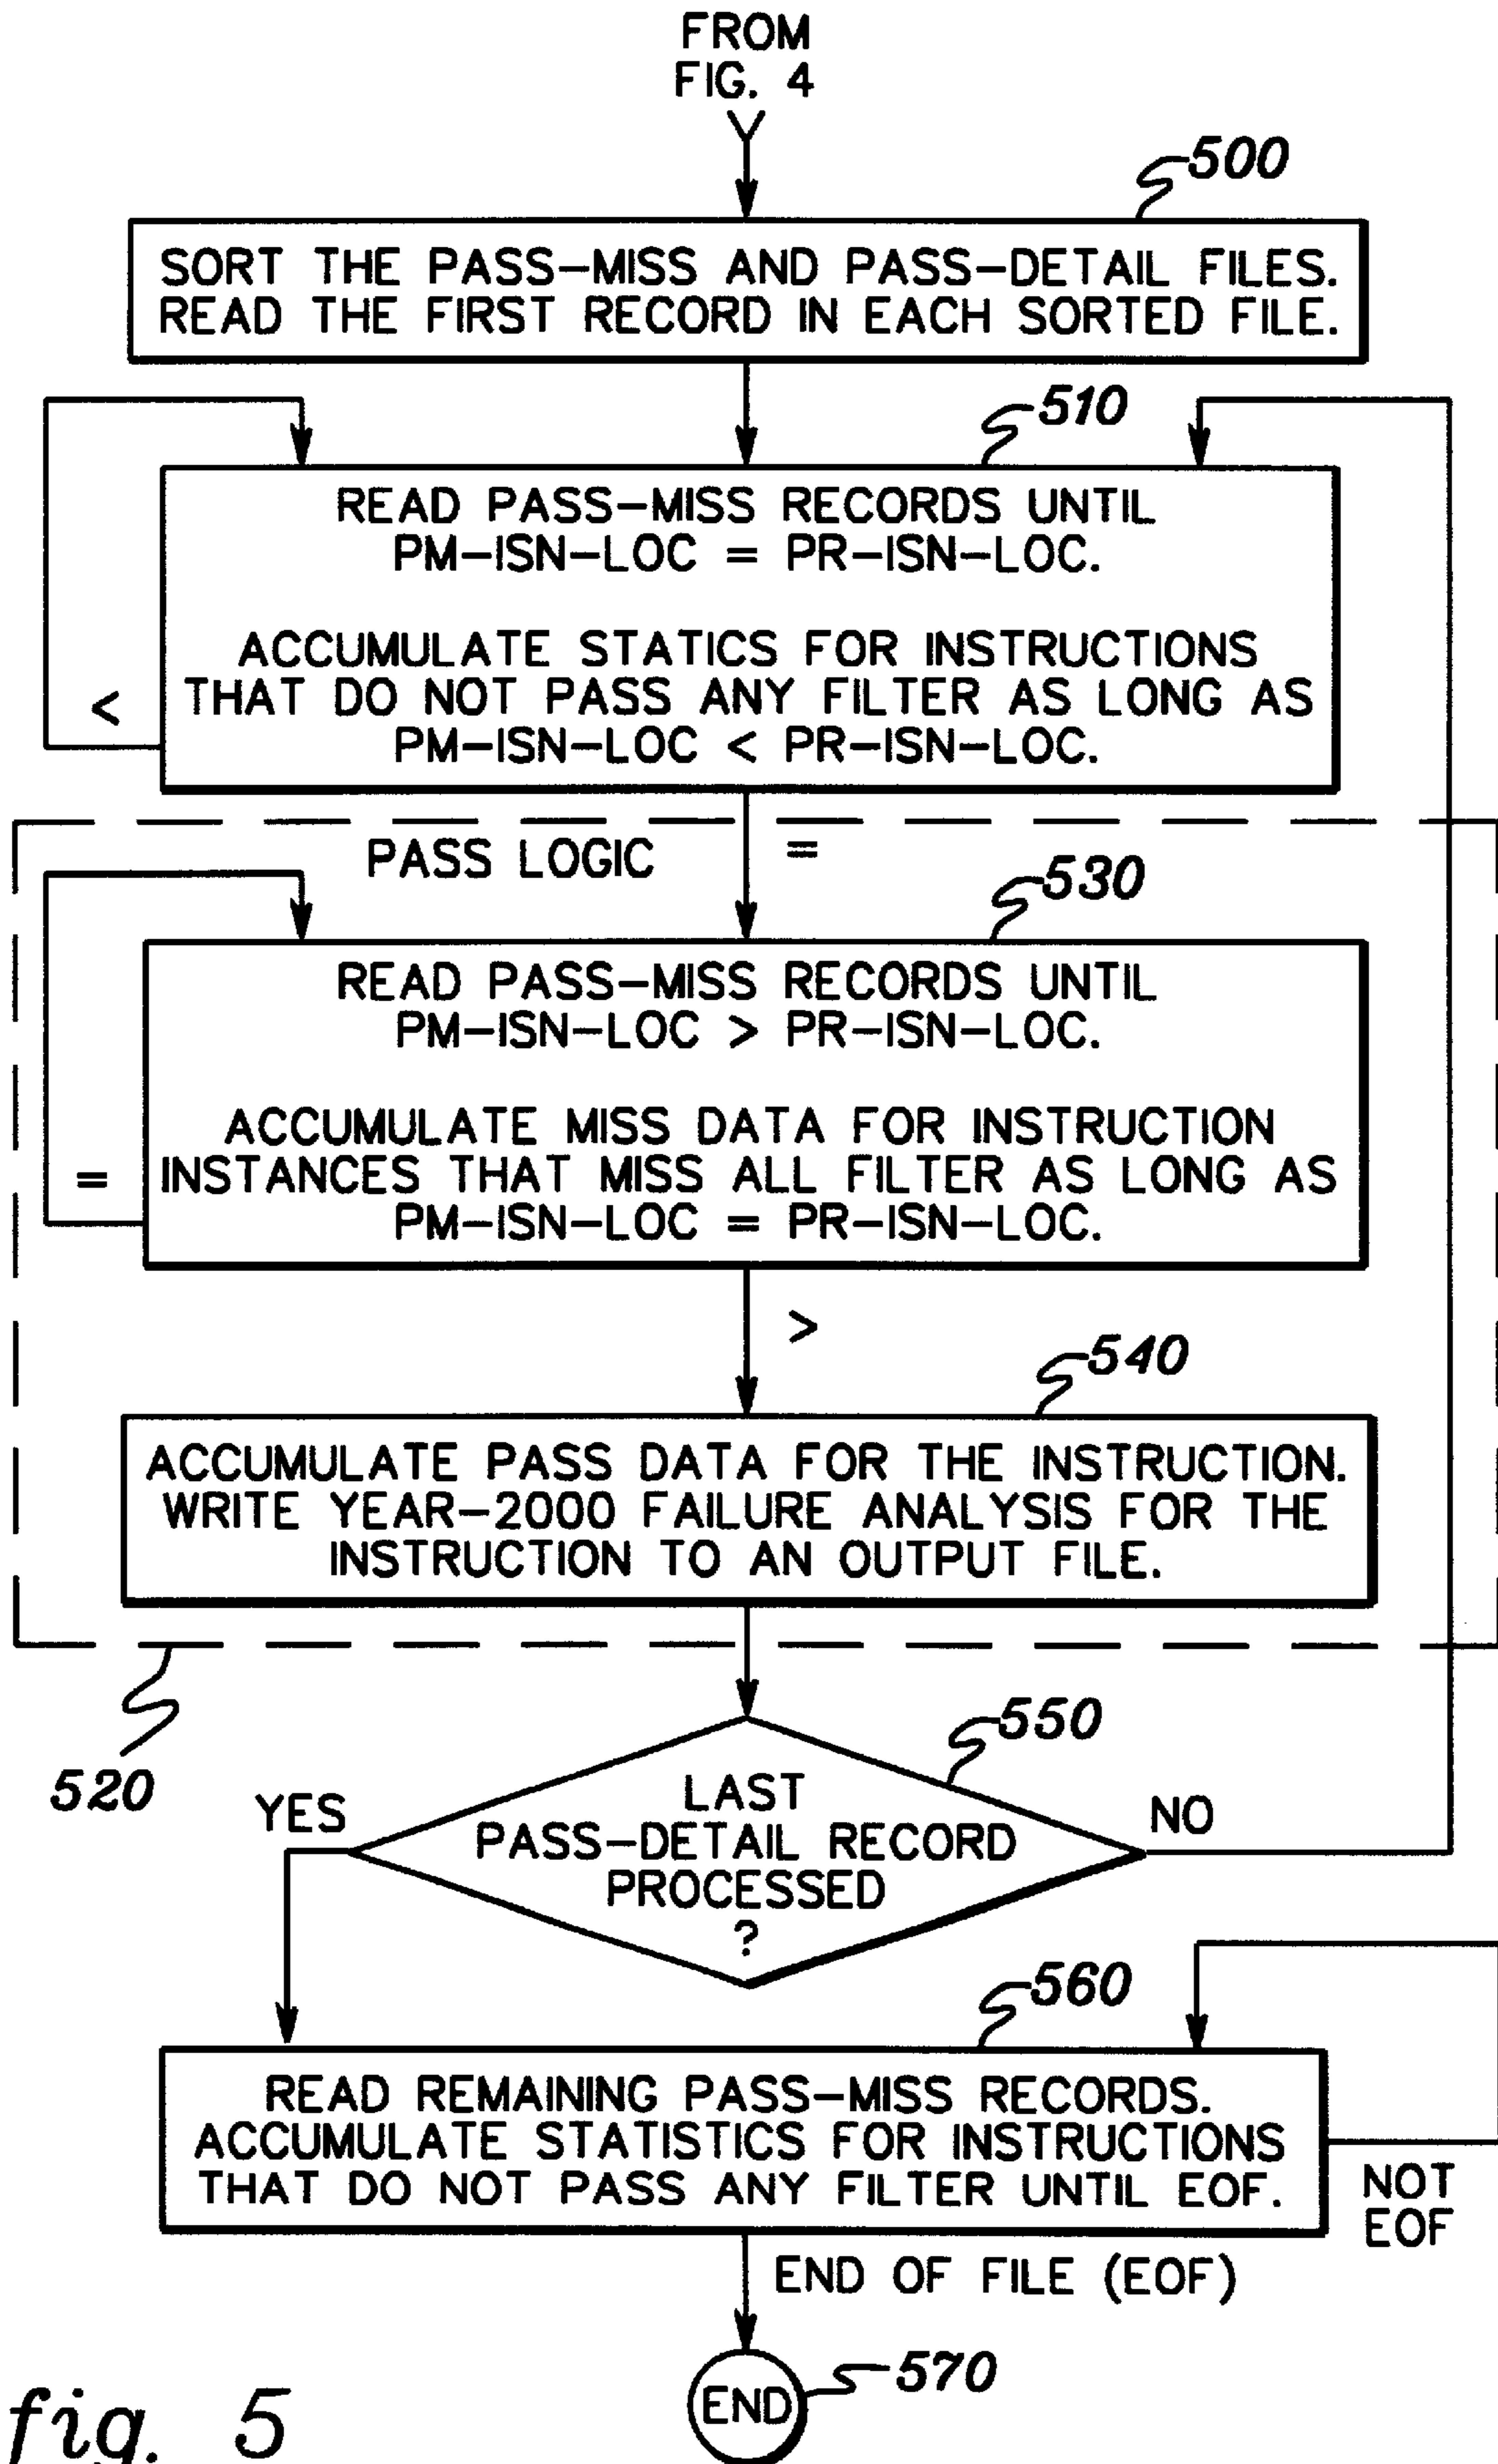 FROM
FIG. 4
500
SORT THE PASS-MISS AND PASS-DETAIL FILES.
READ THE FIRST RECORD IN EACH SORTED FILE.
510
READ PASS-MISS RECORDS UNTIL
PM-ISN-LOC = PR-ISN-LOC.
ACCUMULATE STATICS FOR INSTRUCTIONS
THAT DO NOT PASS ANY FILTER AS LONG AS
PM-ISN-LOC < PR-ISN-LOC.
<
PASS LOGIC
=
530
READ PASS-MISS RECORDS UNTIL
PM-ISN-LOC > PR-ISN-LOC.
ACCUMULATE MISS DATA FOR INSTRUCTION
INSTANCES THAT MISS ALL FILTER AS LONG AS
PM-ISN-LOC = PR-ISN-LOC.
=
>
540
ACCUMULATE PASS DATA FOR THE INSTRUCTION.
WRITE YEAR-2000 FAILURE ANALYSIS FOR THE
INSTRUCTION TO AN OUTPUT FILE.
520
550
LAST
PASS-DETAIL RECORD
PROCESSED
?
YES
NO
560
READ REMAINING PASS-MISS RECORDS.
ACCUMULATE STATISTICS FOR INSTRUCTIONS
THAT DO NOT PASS ANY FILTER UNTIL EOF.
NOT
EOF
END OF FILE (EOF)
END
570
fig. 5